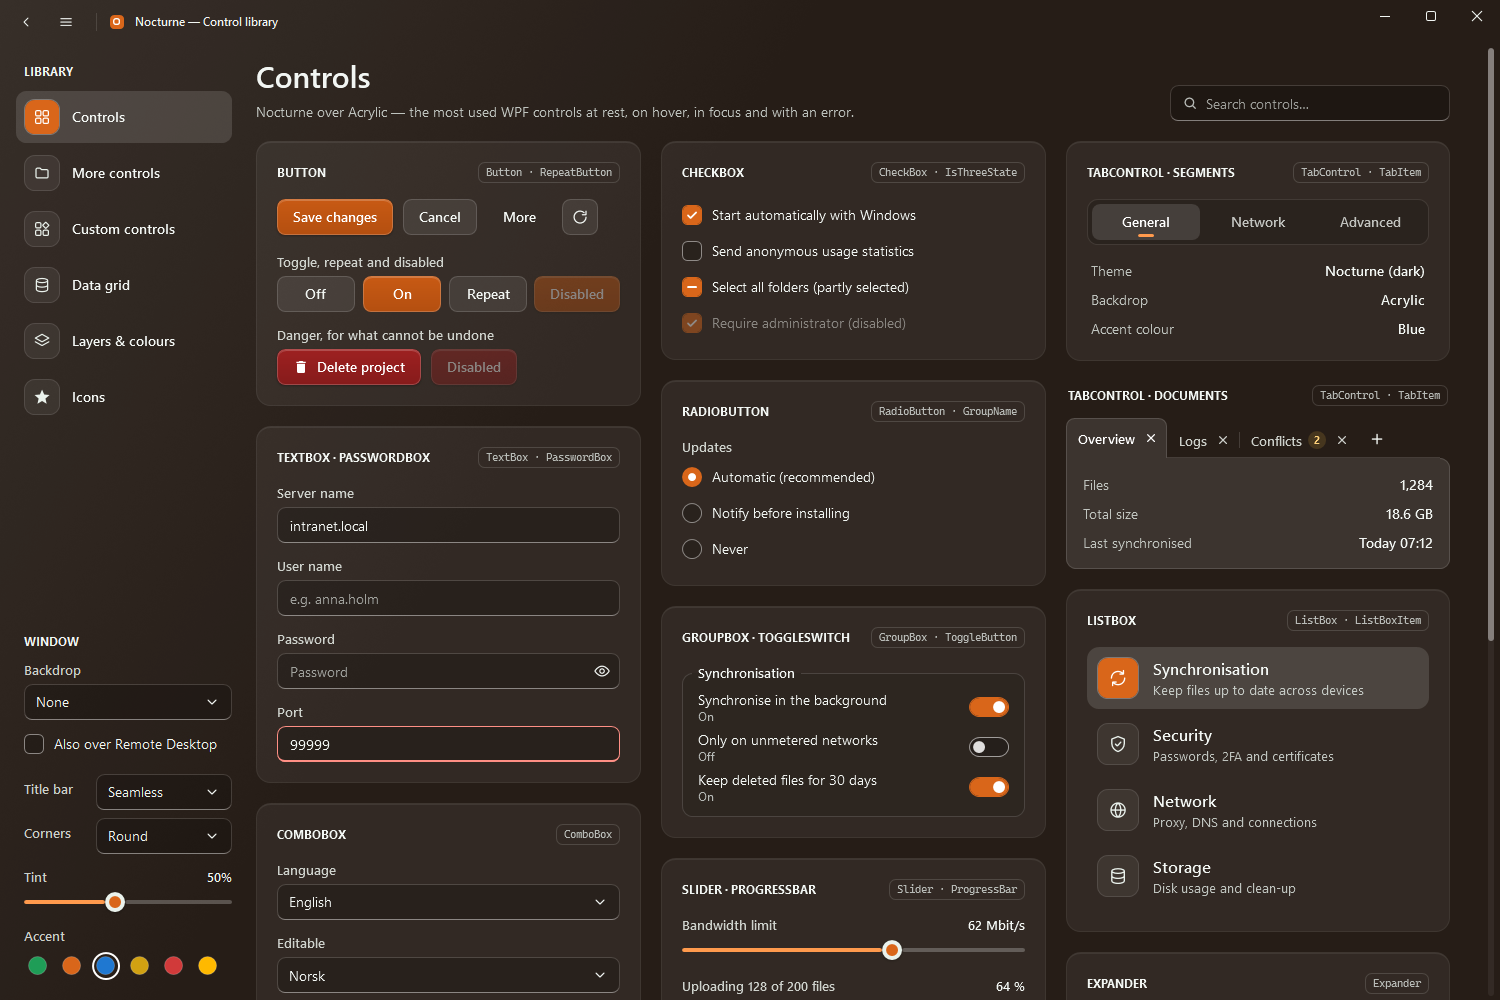 Nocturne — Control library
LIBRARY
Controls
More controls
Custom controls
Data grid
Layers & colours
Icons
WINDOW
Backdrop
None
Also over Remote Desktop
Title bar
Seamless
Corners
Round
Tint
50%
Accent
Controls
Nocturne over Acrylic — the most used WPF controls at rest, on hover, in focus and with an error.
Search controls...
BUTTON
Button · RepeatButton
Save changes
Cancel
More
Toggle, repeat and disabled
Off
On
Repeat
Disabled
Danger, for what cannot be undone
Delete project
Disabled
TEXTBOX · PASSWORDBOX
TextBox · PasswordBox
Server name
intranet.local
User name
e.g. anna.holm
Password
Password
Port
99999
COMBOBOX
ComboBox
Language
English
Editable
Norsk
CHECKBOX
CheckBox · IsThreeState
Start automatically with Windows
Send anonymous usage statistics
Select all folders (partly selected)
Require administrator (disabled)
RADIOBUTTON
RadioButton · GroupName
Updates
Automatic (recommended)
Notify before installing
Never
GROUPBOX · TOGGLESWITCH
GroupBox · ToggleButton
Synchronisation
Synchronise in the background
On
Only on unmetered networks
Off
Keep deleted files for 30 days
On
SLIDER · PROGRESSBAR
Slider · ProgressBar
Bandwidth limit
62 Mbit/s
Uploading 128 of 200 files
64 %
TABCONTROL · SEGMENTS
TabControl · TabItem
General
Network
Advanced
Theme
Nocturne (dark)
Backdrop
Acrylic
Accent colour
Blue
TABCONTROL · DOCUMENTS
TabControl · TabItem
Overview
Logs
Conflicts
2
Files
1,284
Total size
18.6 GB
Last synchronised
Today 07:12
LISTBOX
ListBox · ListBoxItem
Synchronisation
Keep files up to date across devices
Security
Passwords, 2FA and certificates
Network
Proxy, DNS and connections
Storage
Disk usage and clean-up
EXPANDER
Expander